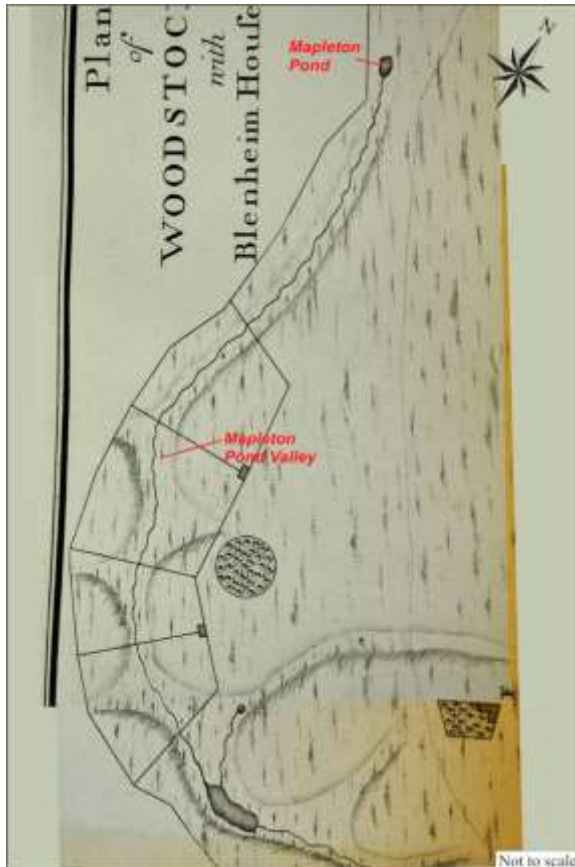 Plan
of
WOODSTOC
with
Blenheim Houſe
Mapleton
Pond
N
Mapleton
Pond Valley
Not to scale